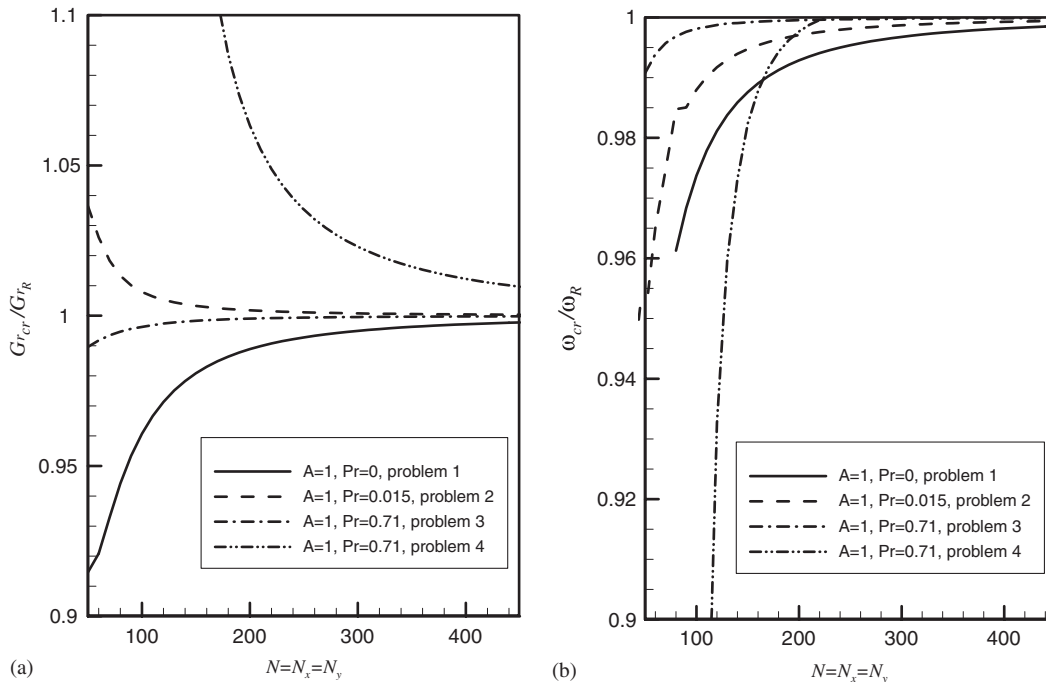 1.1
1.05
1
0.95
0.9
Gr_cr/Gr_R
A=1, Pr=0, problem 1
A=1, Pr=0.015, problem 2
A=1, Pr=0.71, problem 3
A=1, Pr=0.71, problem 4
100 200 300 400
(a) N=N_x=N_y
1
0.98
0.96
0.94
0.92
0.9
ω_cr/ω_R
A=1, Pr=0, problem 1
A=1, Pr=0.015, problem 2
A=1, Pr=0.71, problem 3
A=1, Pr=0.71, problem 4
100 200 300 400
(b) N=N_x=N_y